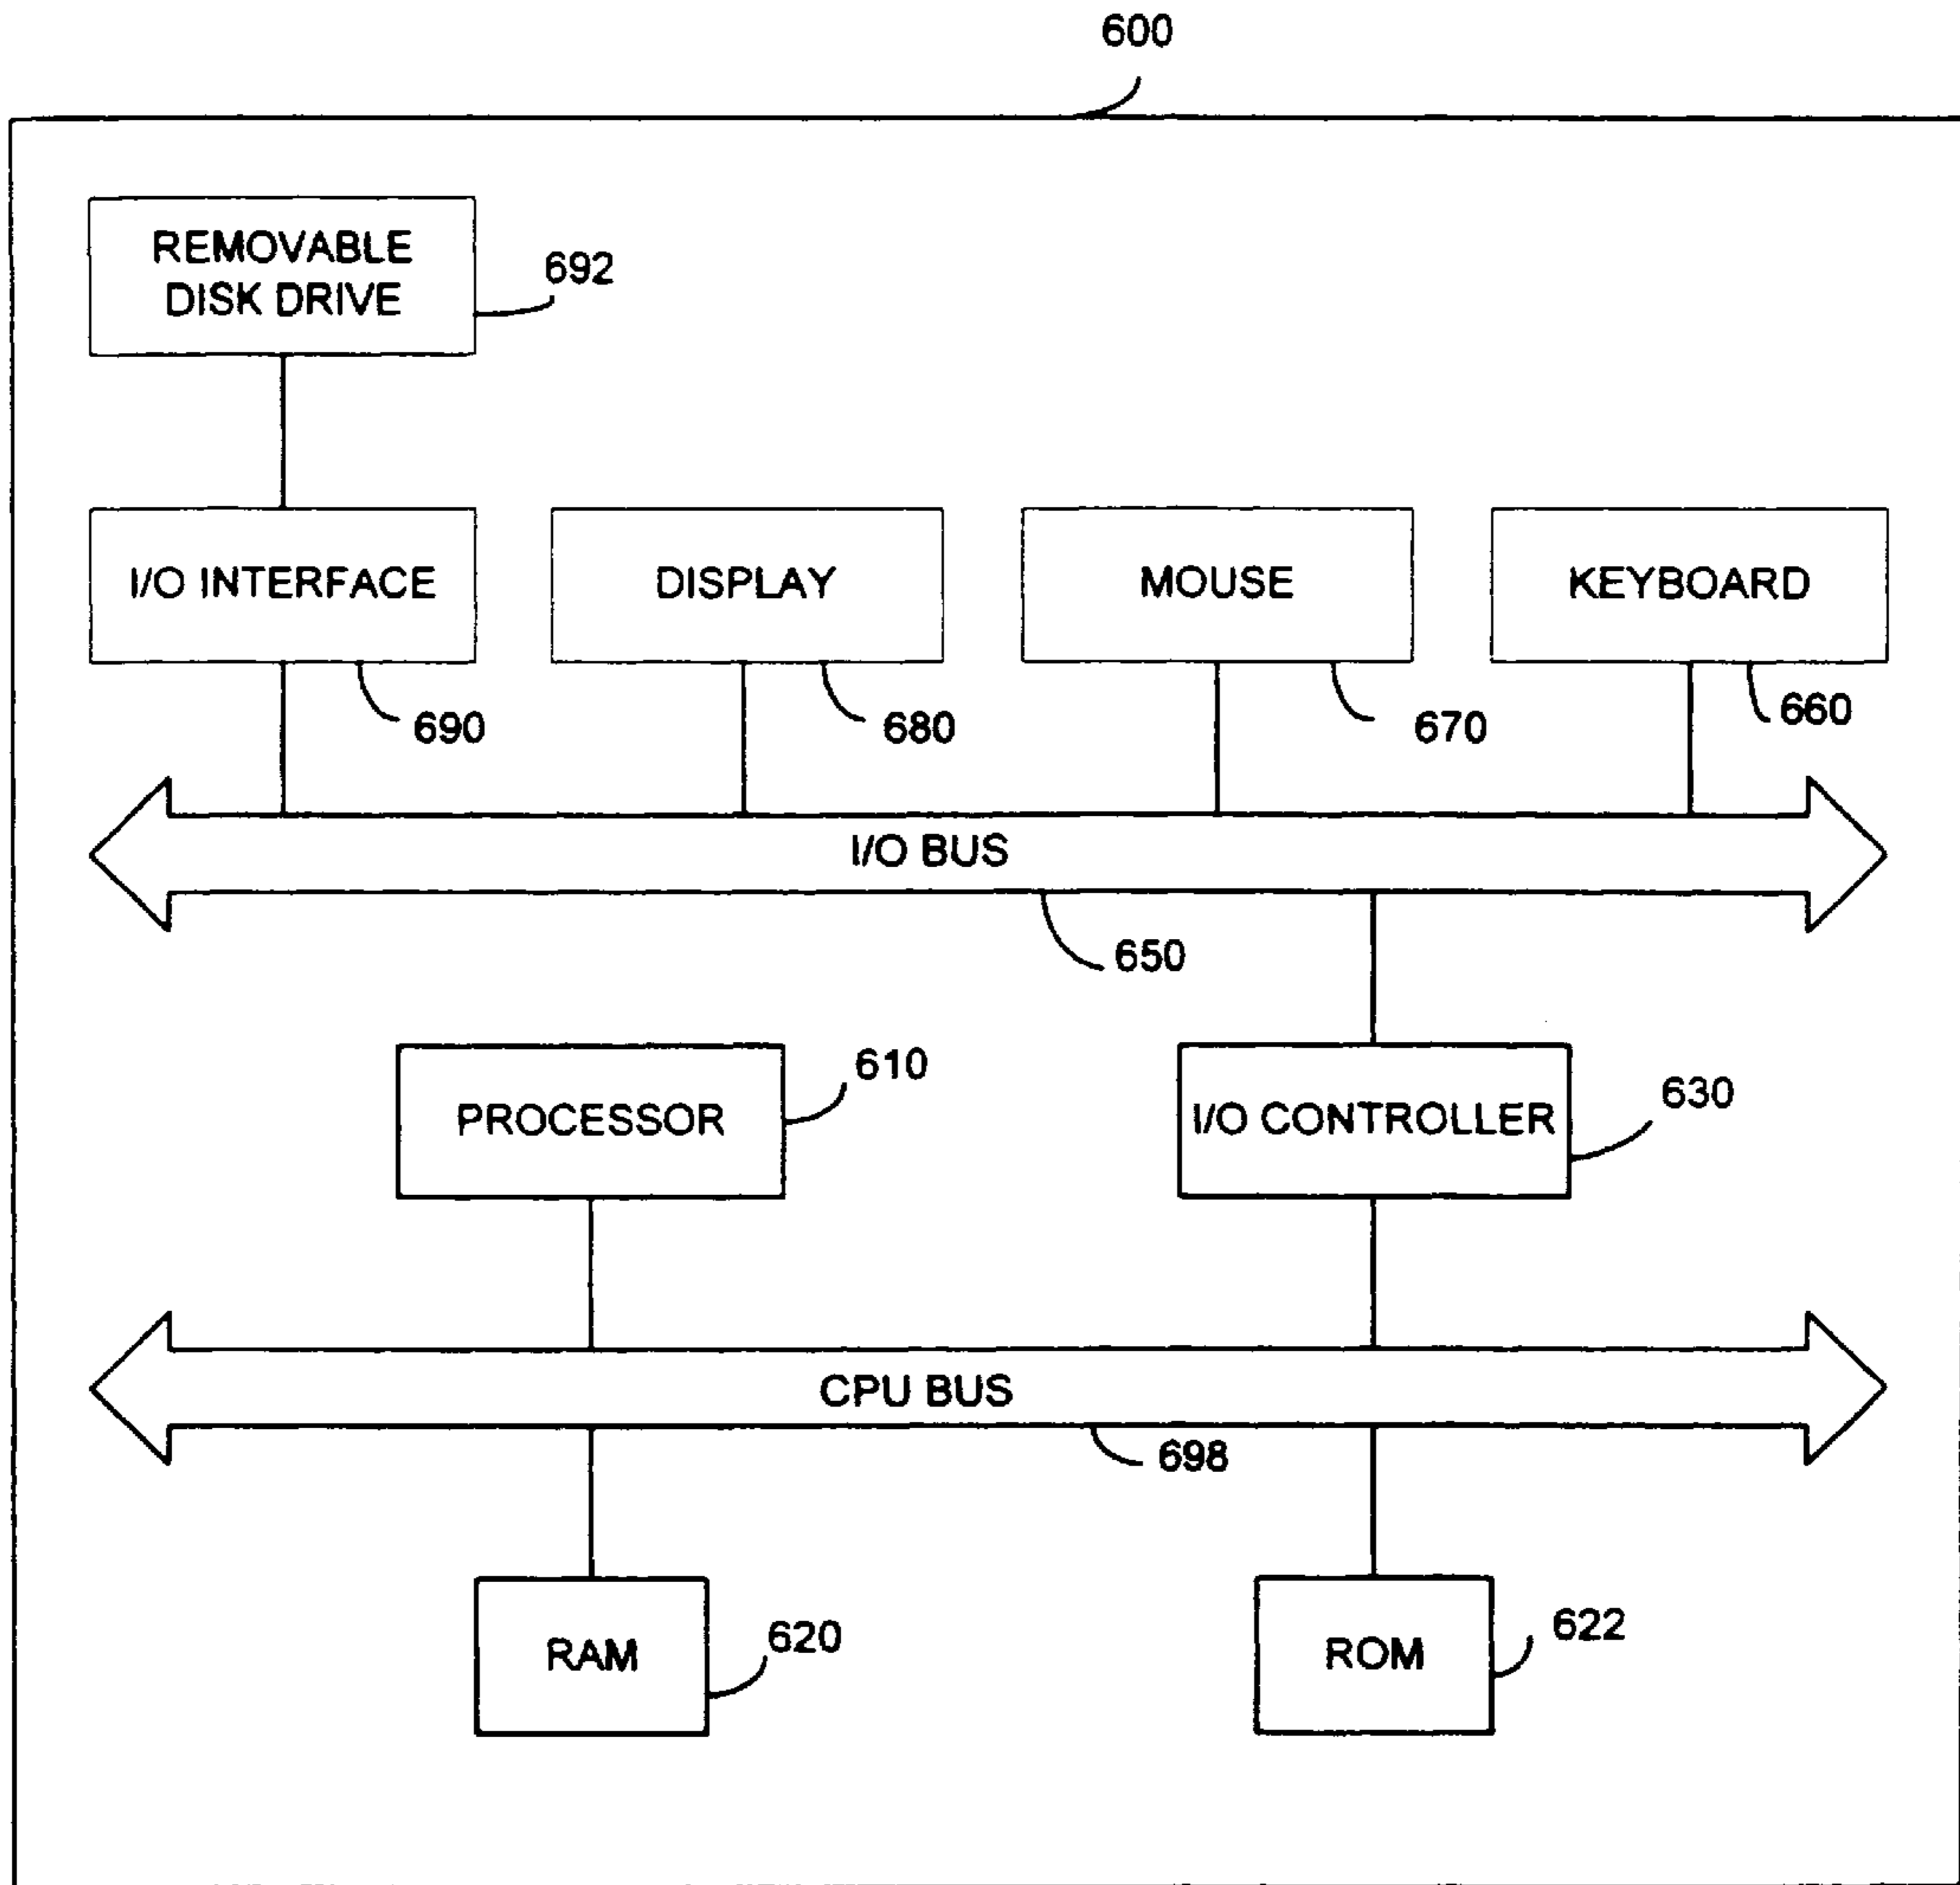 600
REMOVABLE
DISK DRIVE
692
I/O INTERFACE
DISPLAY
MOUSE
KEYBOARD
690
680
670
660
I/O BUS
650
PROCESSOR
610
I/O CONTROLLER
630
CPU BUS
698
RAM
620
ROM
622